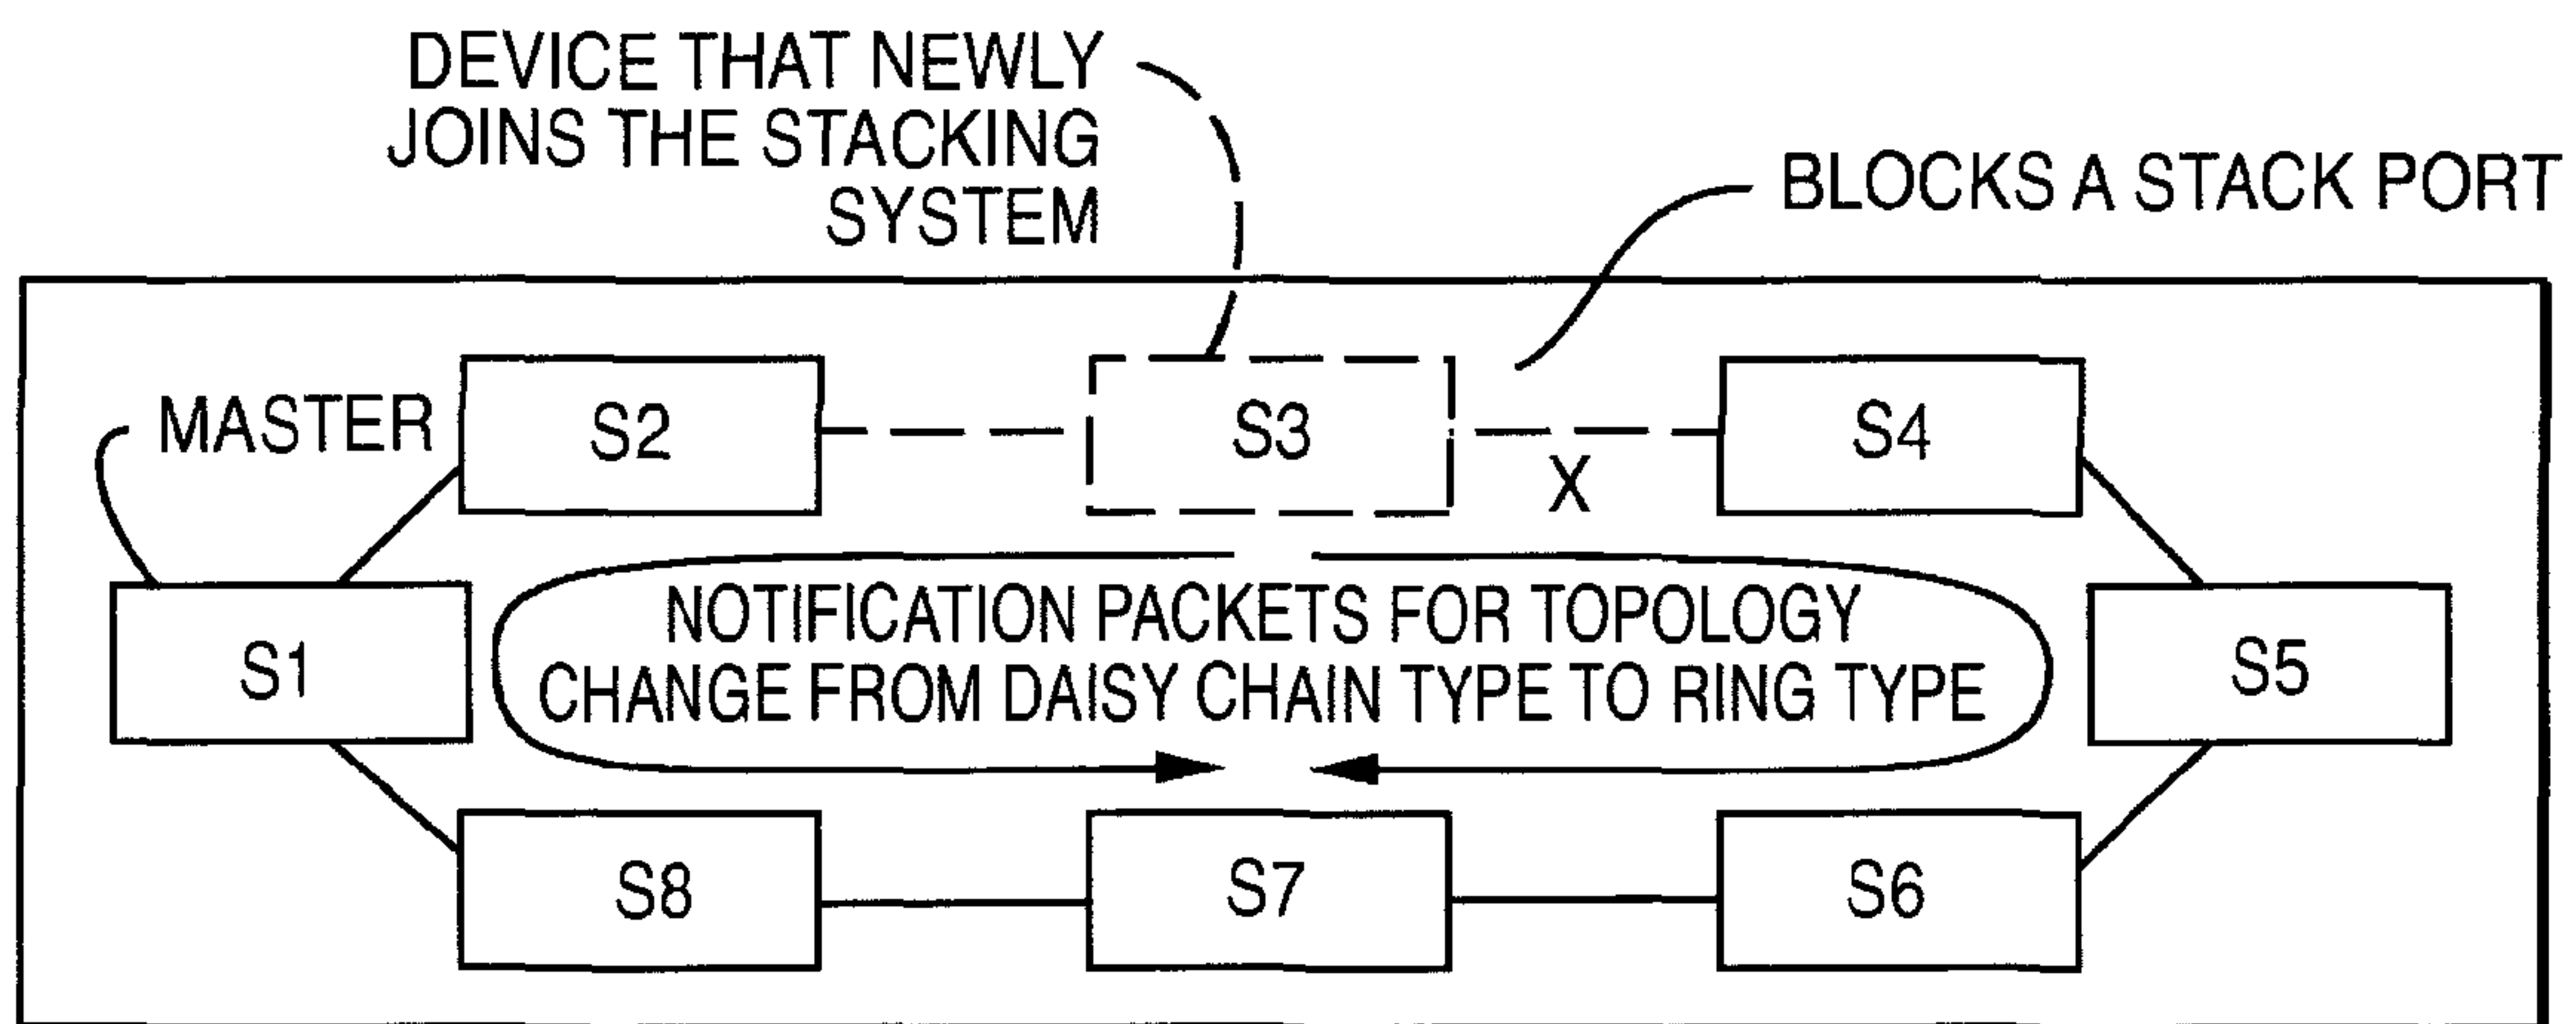 DEVICE THAT NEWLY
JOINS THE STACKING
SYSTEM
BLOCKS A STACK PORT
MASTER
S2
S3
S4
X
S1
NOTIFICATION PACKETS FOR TOPOLOGY
CHANGE FROM DAISY CHAIN TYPE TO RING TYPE
S5
S8
S7
S6